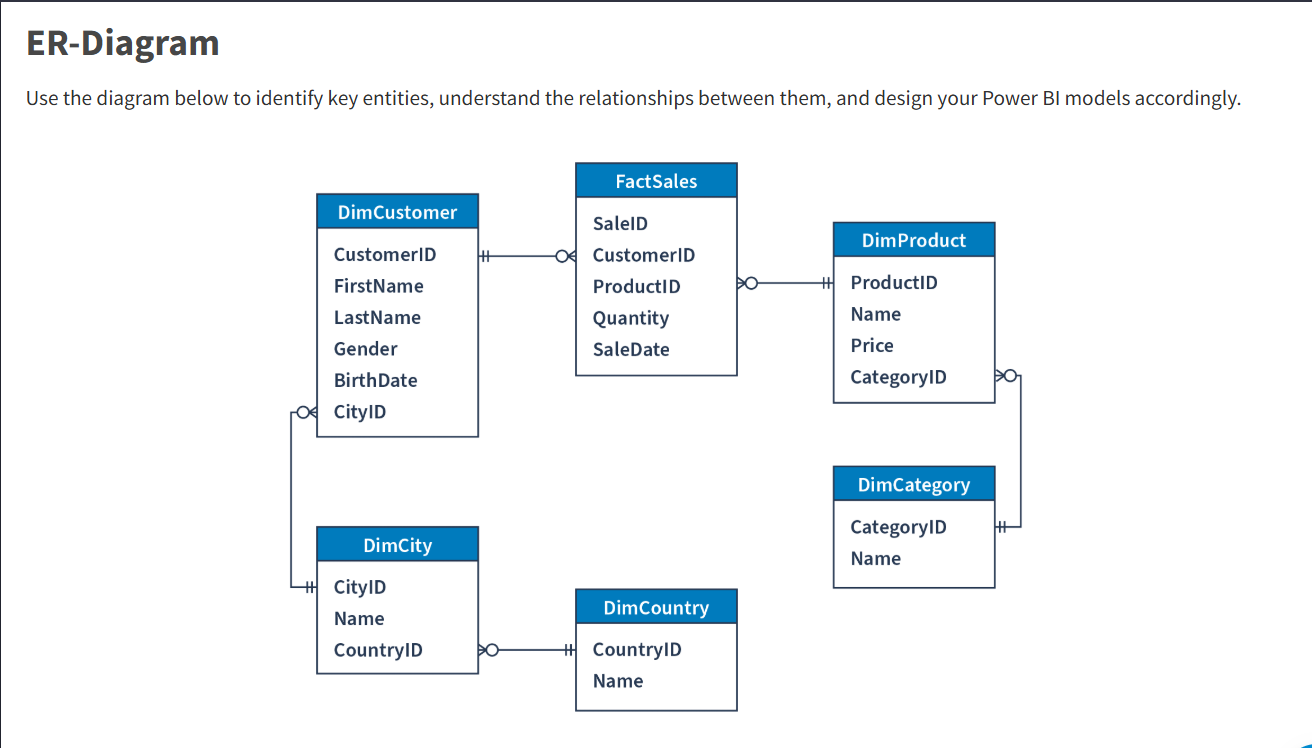 ER-Diagram
Use the diagram below to identify key entities, understand the relationships between them, and design your Power BI models accordingly.
DimCustomer
CustomerID
FirstName
LastName
Gender
BirthDate
CityID
FactSales
SaleID
CustomerID
ProductID
Quantity
SaleDate
DimProduct
ProductID
Name
Price
CategoryID
DimCity
CityID
Name
CountryID
DimCountry
CountryID
Name
DimCategory
CategoryID
Name